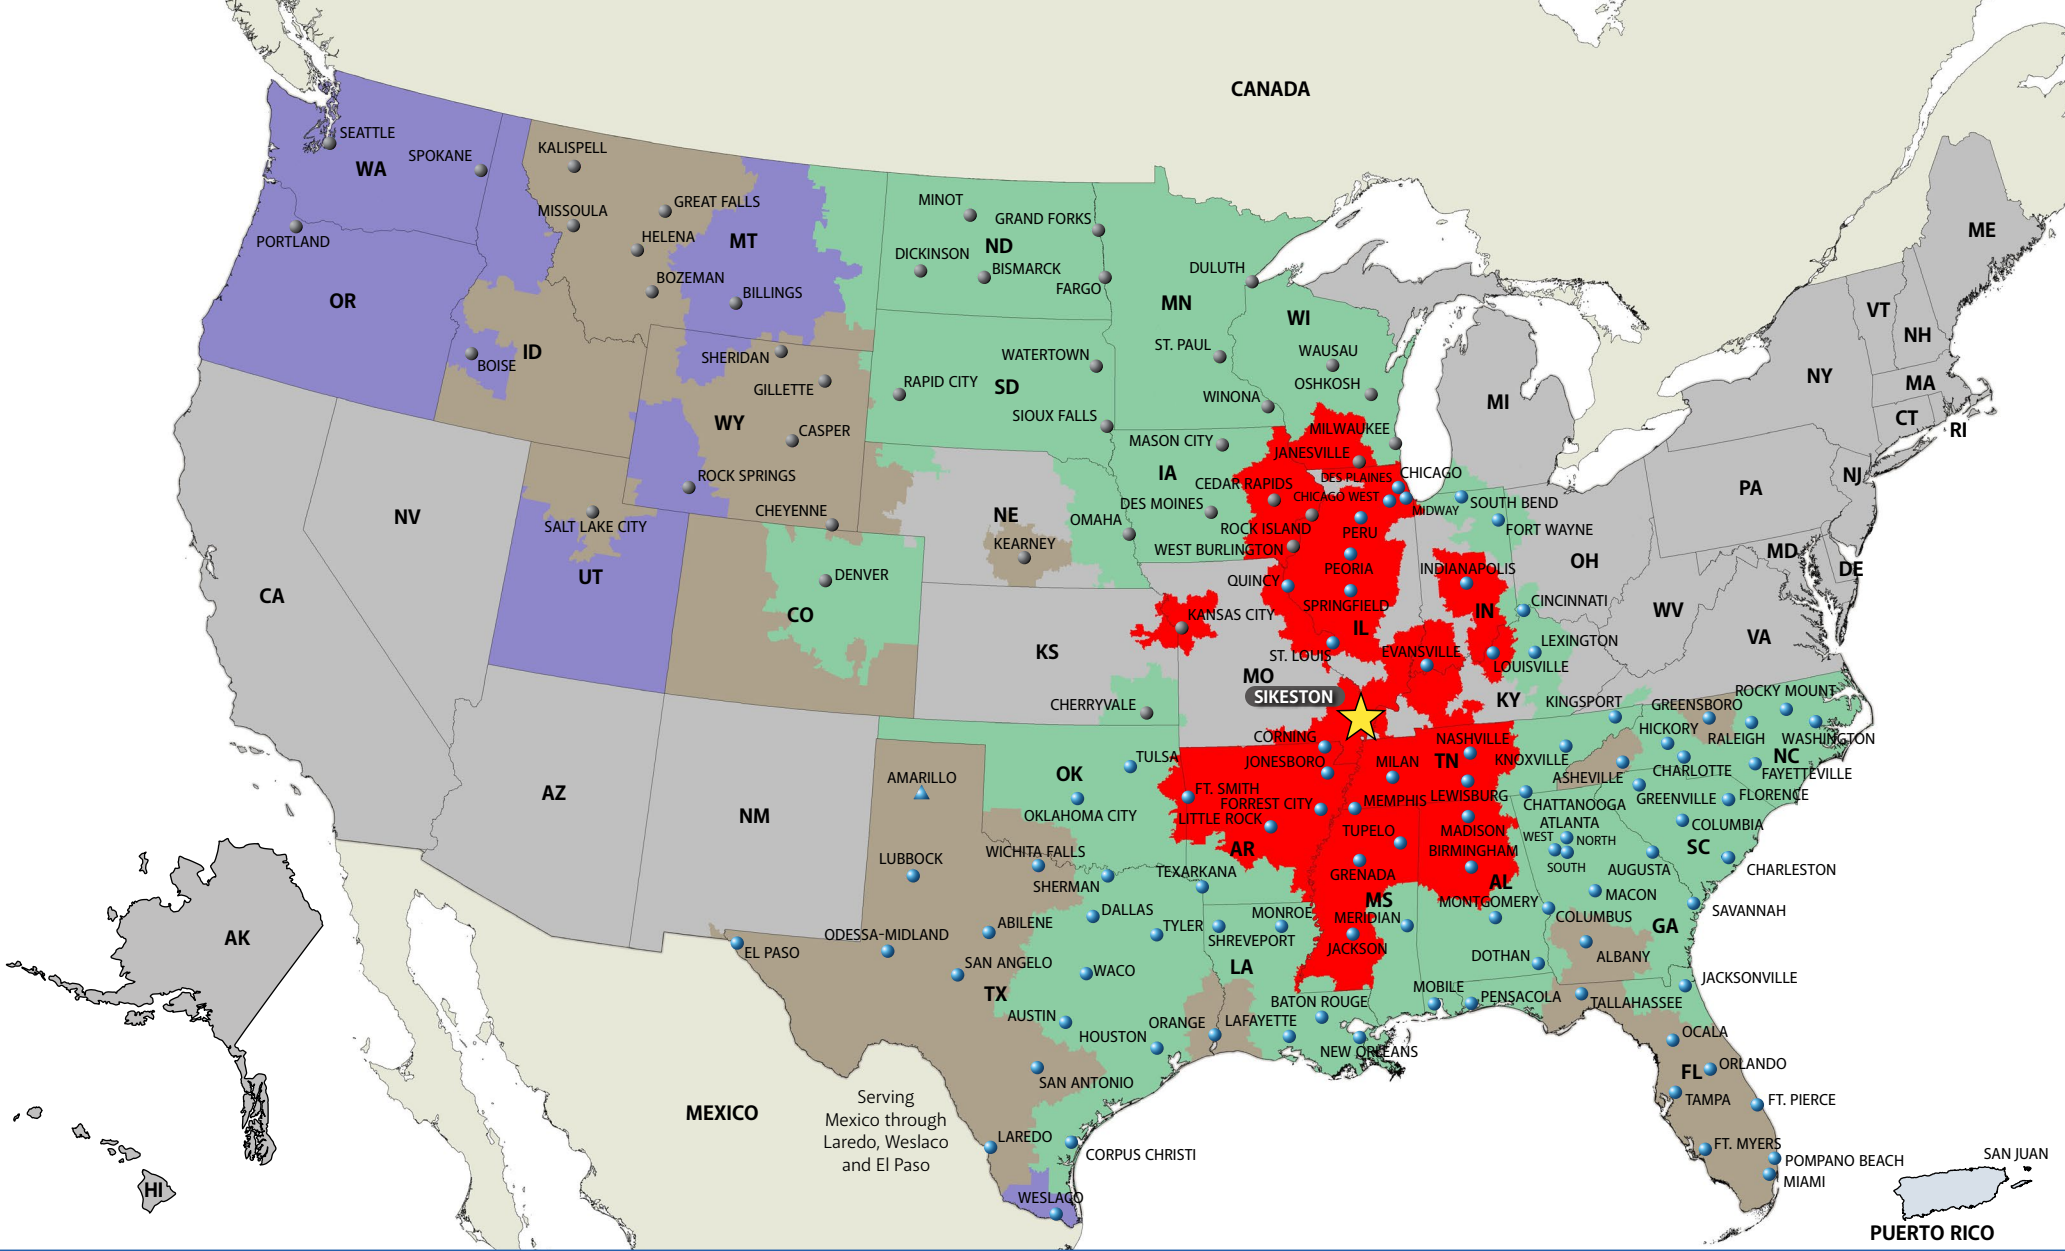 CANADA
SEATTLE
SPOKANE
WA
PORTLAND
OR
KALISPELL
GREAT FALLS
MISSOULA
HELENA
MT
BOZEMAN
BILLINGS
ID
BOISE
MINOT
GRAND FORKS
DICKINSON
ND
BISMARCK
FARGO
DULUTH
MN
WI
ST. PAUL
WAUSAU
OSHKOSH
WINONA
WATERTOWN
RAPID CITY
SD
SIOUX FALLS
SHERIDAN
GILLETTE
WY
CASPER
ROCK SPRINGS
CHEYENNE
SALT LAKE CITY
UT
NV
CA
MASON CITY
IA
CEDAR RAPIDS
DES MOINES
OMAHA
ROCK ISLAND
WEST BURLINGTON
NE
KEARNEY
DENVER
CO
KS
CHERRYVALE
MILWAUKEE
JANESVILLE
DES PLAINES
CHICAGO
CHICAGO WEST
MIDWAY
PERU
PEORIA
QUINCY
SPRINGFIELD
IL
ST. LOUIS
KANSAS CITY
MO
SIKESTON
MI
SOUTH BEND
FORT WAYNE
INDIANAPOLIS
IN
CINCINNATI
LEXINGTON
EVANSVILLE
LOUISVILLE
KY
OH
WV
VA
PA
NY
ME
VT
NH
MA
CT
RI
NJ
MD
DE
KINGSPORT
GREENSBORO
ROCKY MOUNT
HICKORY
RALEIGH
WASHINGTON
NC
KNOXVILLE
ASHEVILLE
CHARLOTTE
FAYETTEVILLE
GREENVILLE
FLORENCE
COLUMBIA
SC
CHARLESTON
CORNING
JONESBORO
NASHVILLE
MILAN
TN
FT. SMITH
FORREST CITY
MEMPHIS
LEWISBURG
LITTLE ROCK
CHATTANOOGA
TUPELO
MADISON
AR
BIRMINGHAM
GRENADA
AL
MS
MERIDIAN
MONTGOMERY
JACKSON
ATLANTA
WEST
NORTH
SOUTH
AUGUSTA
MACON
COLUMBUS
GA
SAVANNAH
ALBANY
DOTHAN
MOBILE
PENSACOLA
TALLAHASSEE
JACKSONVILLE
OCALA
ORLANDO
FL
TAMPA
FT. PIERCE
FT. MYERS
POMPANO BEACH
MIAMI
SAN JUAN
PUERTO RICO
AZ
NM
OK
TULSA
OKLAHOMA CITY
AMARILLO
LUBBOCK
WICHITA FALLS
SHERMAN
TEXARKANA
DALLAS
ABILENE
TYLER
MONROE
SHREVEPORT
LA
ODESSA-MIDLAND
EL PASO
SAN ANGELO
WACO
TX
BATON ROUGE
AUSTIN
HOUSTON
ORANGE
LAFAYETTE
NEW ORLEANS
SAN ANTONIO
LAREDO
CORPUS CHRISTI
WESLACO
Serving
Mexico through
Laredo, Weslaco
and El Paso
MEXICO
AK
HI